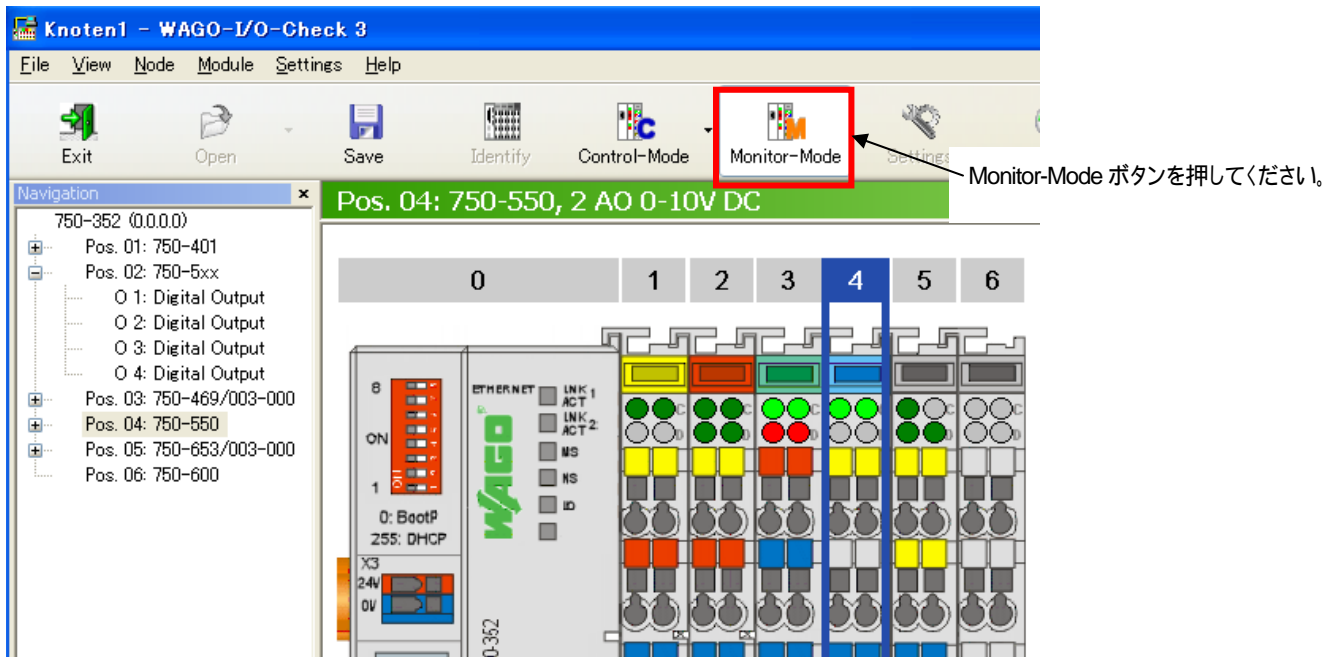 Knoten1 - WAGO-I/O-Check 3
File View Node Module Settings Help
Exit Open Save Identify Control-Mode Monitor-Mode Settings
Monitor-Mode ボタンを押してください。
Navigation
Pos. 04: 750-550, 2 AO 0-10V DC
750-352 (0.0.0.0)
Pos. 01: 750-401
Pos. 02: 750-5xx
O 1: Digital Output
O 2: Digital Output
O 3: Digital Output
O 4: Digital Output
Pos. 03: 750-469/003-000
Pos. 04: 750-550
Pos. 05: 750-653/003-000
Pos. 06: 750-600
0 1 2 3 4 5 6
8
ON
1
ON
0: BootP
255: DHCP
X3
24V
0V
ETHERNET
LNK 1
ACT
LNK
ACT 2
MS
NS
I/O
WAGO
0-352
C
D
C
D
C
D